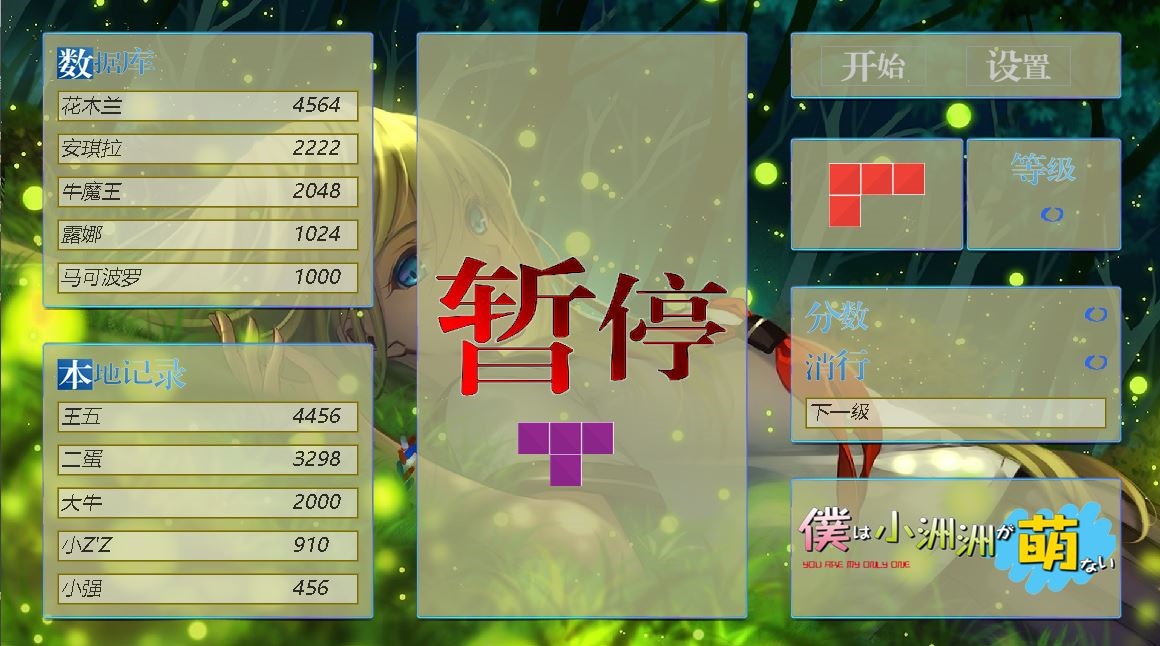 数据库
花木兰 4564
安琪拉 2222
牛魔王 2048
露娜 1024
马可波罗 1000
本地记录
王五 4456
二蛋 3298
大牛 2000
小Z'Z 910
小强 456
暂停
开始 设置
等级
0
分数 0
消行 0
下一级
僕は小洲洲が萌ない
YOU ARE MY ONLY ONE